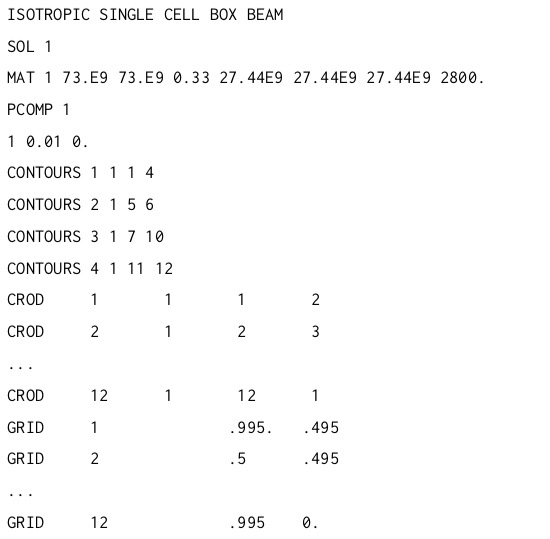 ISOTROPIC SINGLE CELL BOX BEAM
SOL 1
MAT 1 73.E9 73.E9 0.33 27.44E9 27.44E9 27.44E9 2800.
PCOMP 1
1 0.01 0.
CONTOURS 1 1 1 4
CONTOURS 2 1 5 6
CONTOURS 3 1 7 10
CONTOURS 4 1 11 12
CROD 1 1 1 2
CROD 2 1 2 3
...
CROD 12 1 12 1
GRID 1 .995. .495
GRID 2 .5 .495
...
GRID 12 .995 0.